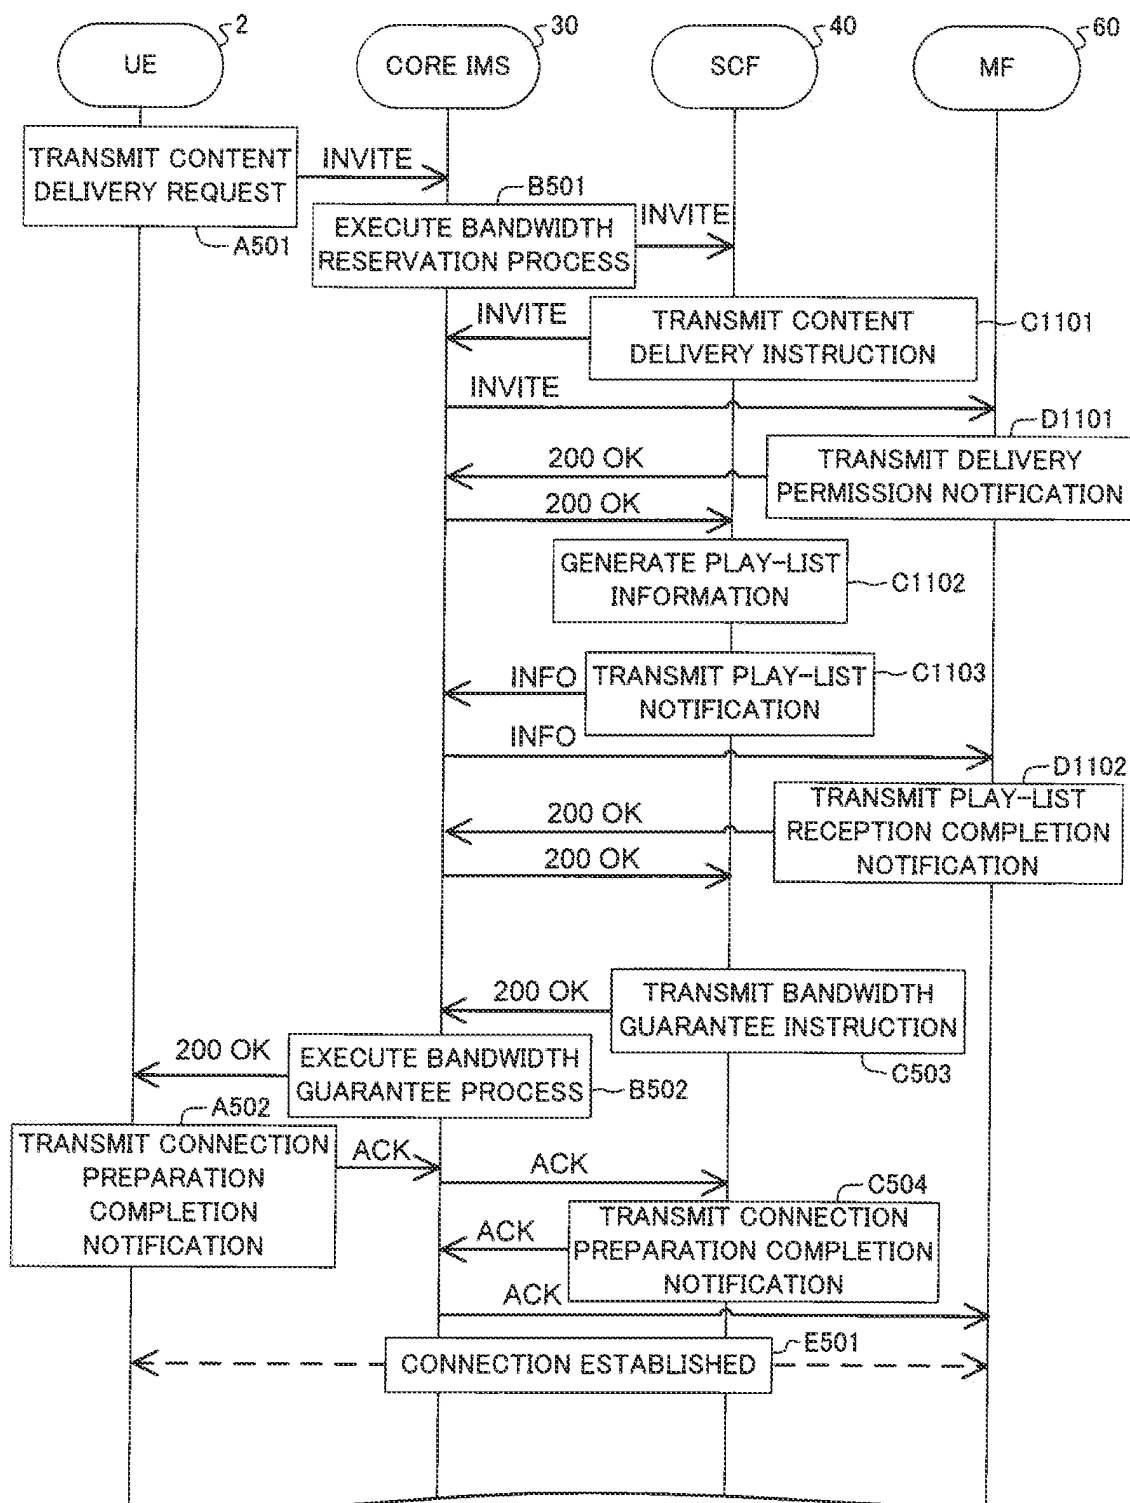 2
30
40
60
UE
CORE IMS
SCF
MF
TRANSMIT CONTENT
DELIVERY REQUEST
INVITE
A501
B501
EXECUTE BANDWIDTH
RESERVATION PROCESS
INVITE
INVITE
TRANSMIT CONTENT
DELIVERY INSTRUCTION
C1101
INVITE
D1101
200 OK
TRANSMIT DELIVERY
PERMISSION NOTIFICATION
200 OK
GENERATE PLAY-LIST
INFORMATION
C1102
INFO
TRANSMIT PLAY-LIST
NOTIFICATION
C1103
INFO
D1102
200 OK
TRANSMIT PLAY-LIST
RECEPTION COMPLETION
NOTIFICATION
200 OK
200 OK
TRANSMIT BANDWIDTH
GUARANTEE INSTRUCTION
C503
200 OK
EXECUTE BANDWIDTH
GUARANTEE PROCESS
B502
A502
TRANSMIT CONNECTION
PREPARATION
COMPLETION
NOTIFICATION
ACK
ACK
C504
ACK
TRANSMIT CONNECTION
PREPARATION COMPLETION
NOTIFICATION
ACK
E501
CONNECTION ESTABLISHED